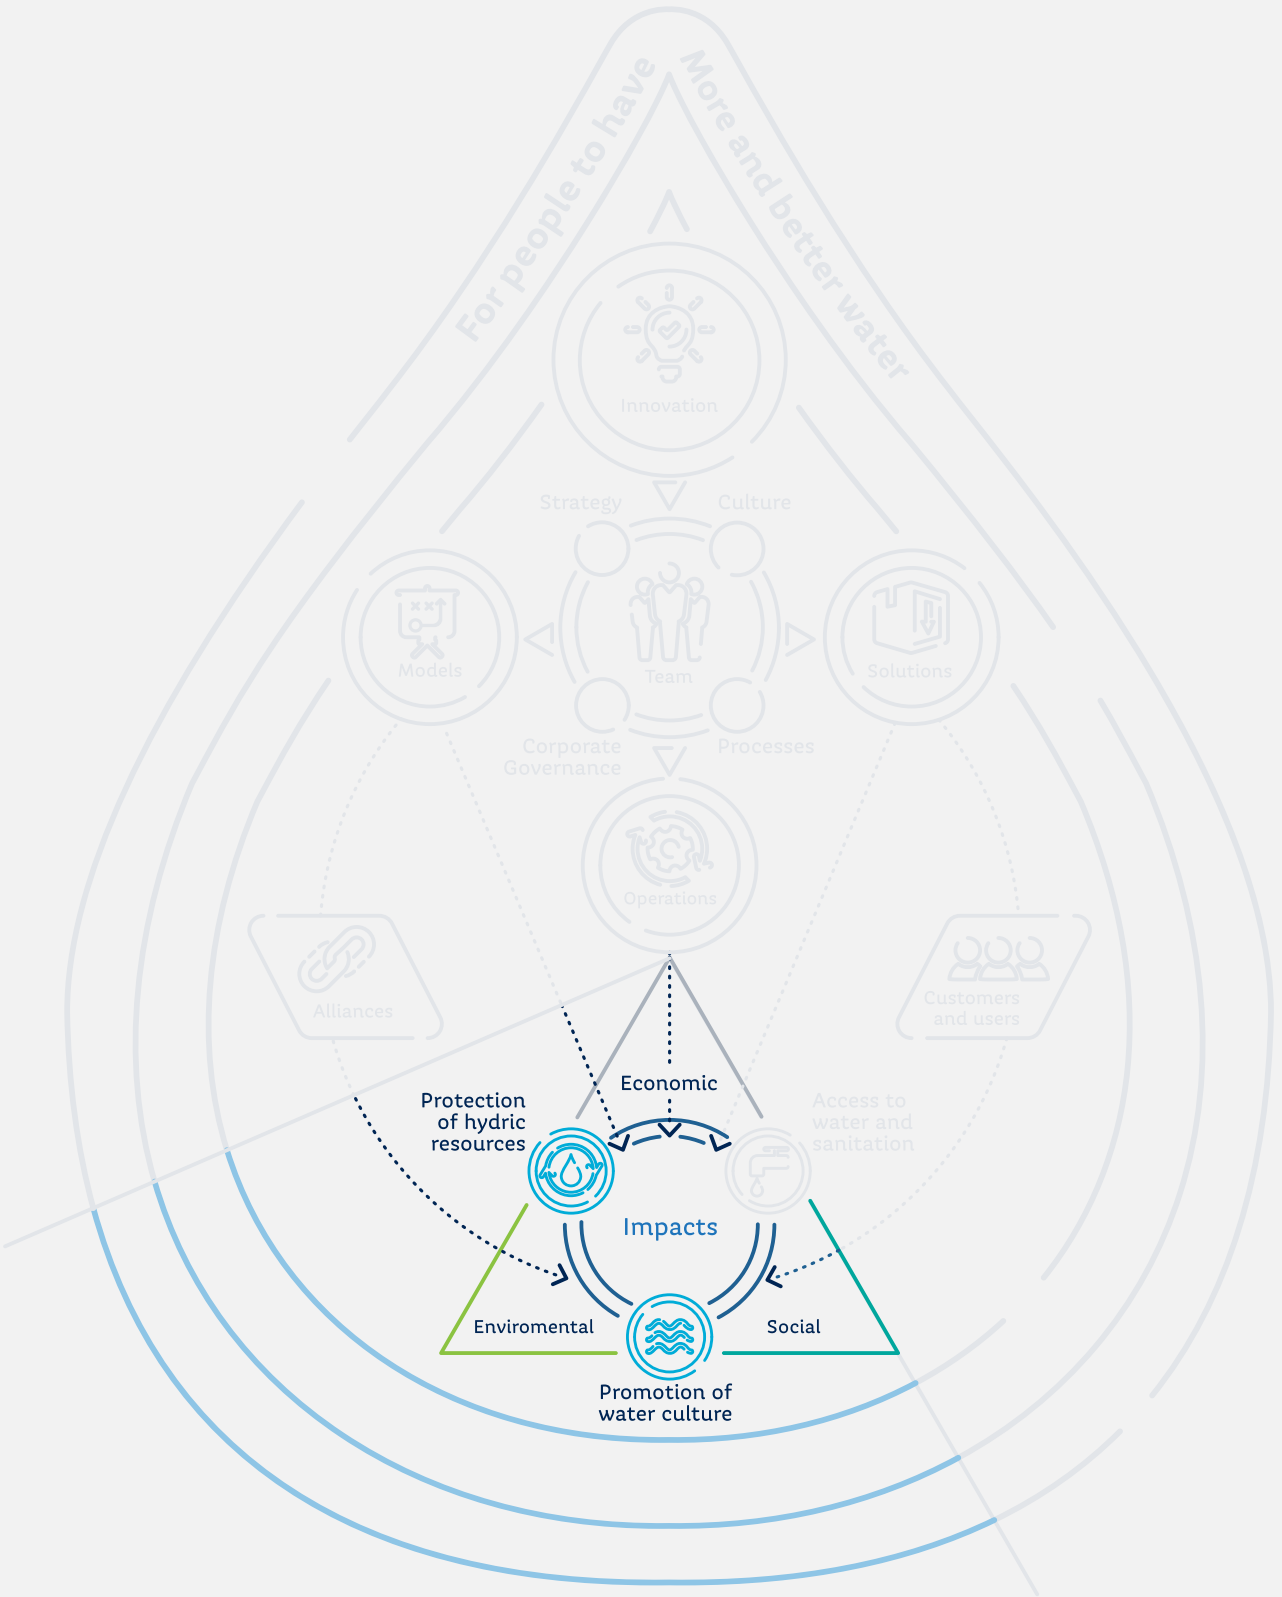 For people to have
More and better water
Innovation
Strategy
Culture
Models
Team
Solutions
Corporate
Governance
Processes
Operations
Alliances
Customers
and users
Economic
Protection
of hydric
resources
Access to
water and
sanitation
Impacts
Enviromental
Social
Promotion of
water culture